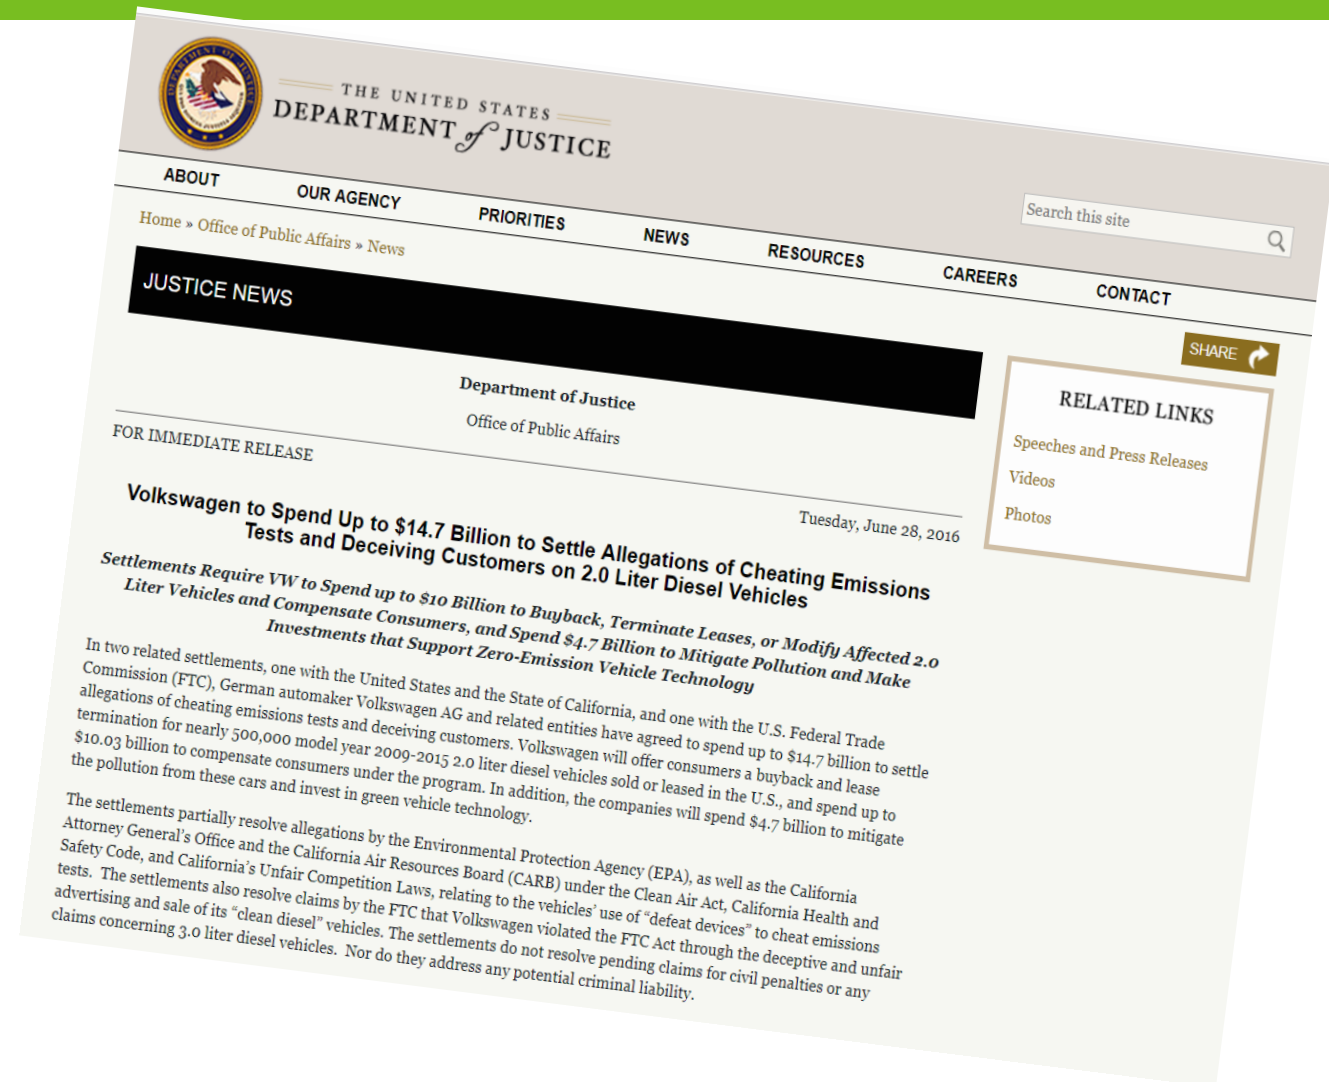 THE UNITED STATES
DEPARTMENT of JUSTICE
Search this site
ABOUT OUR AGENCY PRIORITIES NEWS RESOURCES CAREERS CONTACT
Home » Office of Public Affairs » News
SHARE
JUSTICE NEWS
Department of Justice
Office of Public Affairs
FOR IMMEDIATE RELEASE
Tuesday, June 28, 2016
Volkswagen to Spend Up to $14.7 Billion to Settle Allegations of Cheating Emissions
Tests and Deceiving Customers on 2.0 Liter Diesel Vehicles
Settlements Require VW to Spend up to $10 Billion to Buyback, Terminate Leases, or Modify Affected 2.0
Liter Vehicles and Compensate Consumers, and Spend $4.7 Billion to Mitigate Pollution and Make
Investments that Support Zero-Emission Vehicle Technology
In two related settlements, one with the United States and the State of California, and one with the U.S. Federal Trade
Commission (FTC), German automaker Volkswagen AG and related entities have agreed to spend up to $14.7 billion to settle
allegations of cheating emissions tests and deceiving customers. Volkswagen will offer consumers a buyback and lease
termination for nearly 500,000 model year 2009-2015 2.0 liter diesel vehicles sold or leased in the U.S., and spend up to
$10.03 billion to compensate consumers under the program. In addition, the companies will spend $4.7 billion to mitigate
the pollution from these cars and invest in green vehicle technology.
The settlements partially resolve allegations by the Environmental Protection Agency (EPA), as well as the California
Attorney General's Office and the California Air Resources Board (CARB) under the Clean Air Act, California Health and
Safety Code, and California's Unfair Competition Laws, relating to the vehicles' use of "defeat devices" to cheat emissions
tests. The settlements also resolve claims by the FTC that Volkswagen violated the FTC Act through the deceptive and unfair
advertising and sale of its "clean diesel" vehicles. The settlements do not resolve pending claims for civil penalties or any
claims concerning 3.0 liter diesel vehicles. Nor do they address any potential criminal liability.
RELATED LINKS
Speeches and Press Releases
Videos
Photos